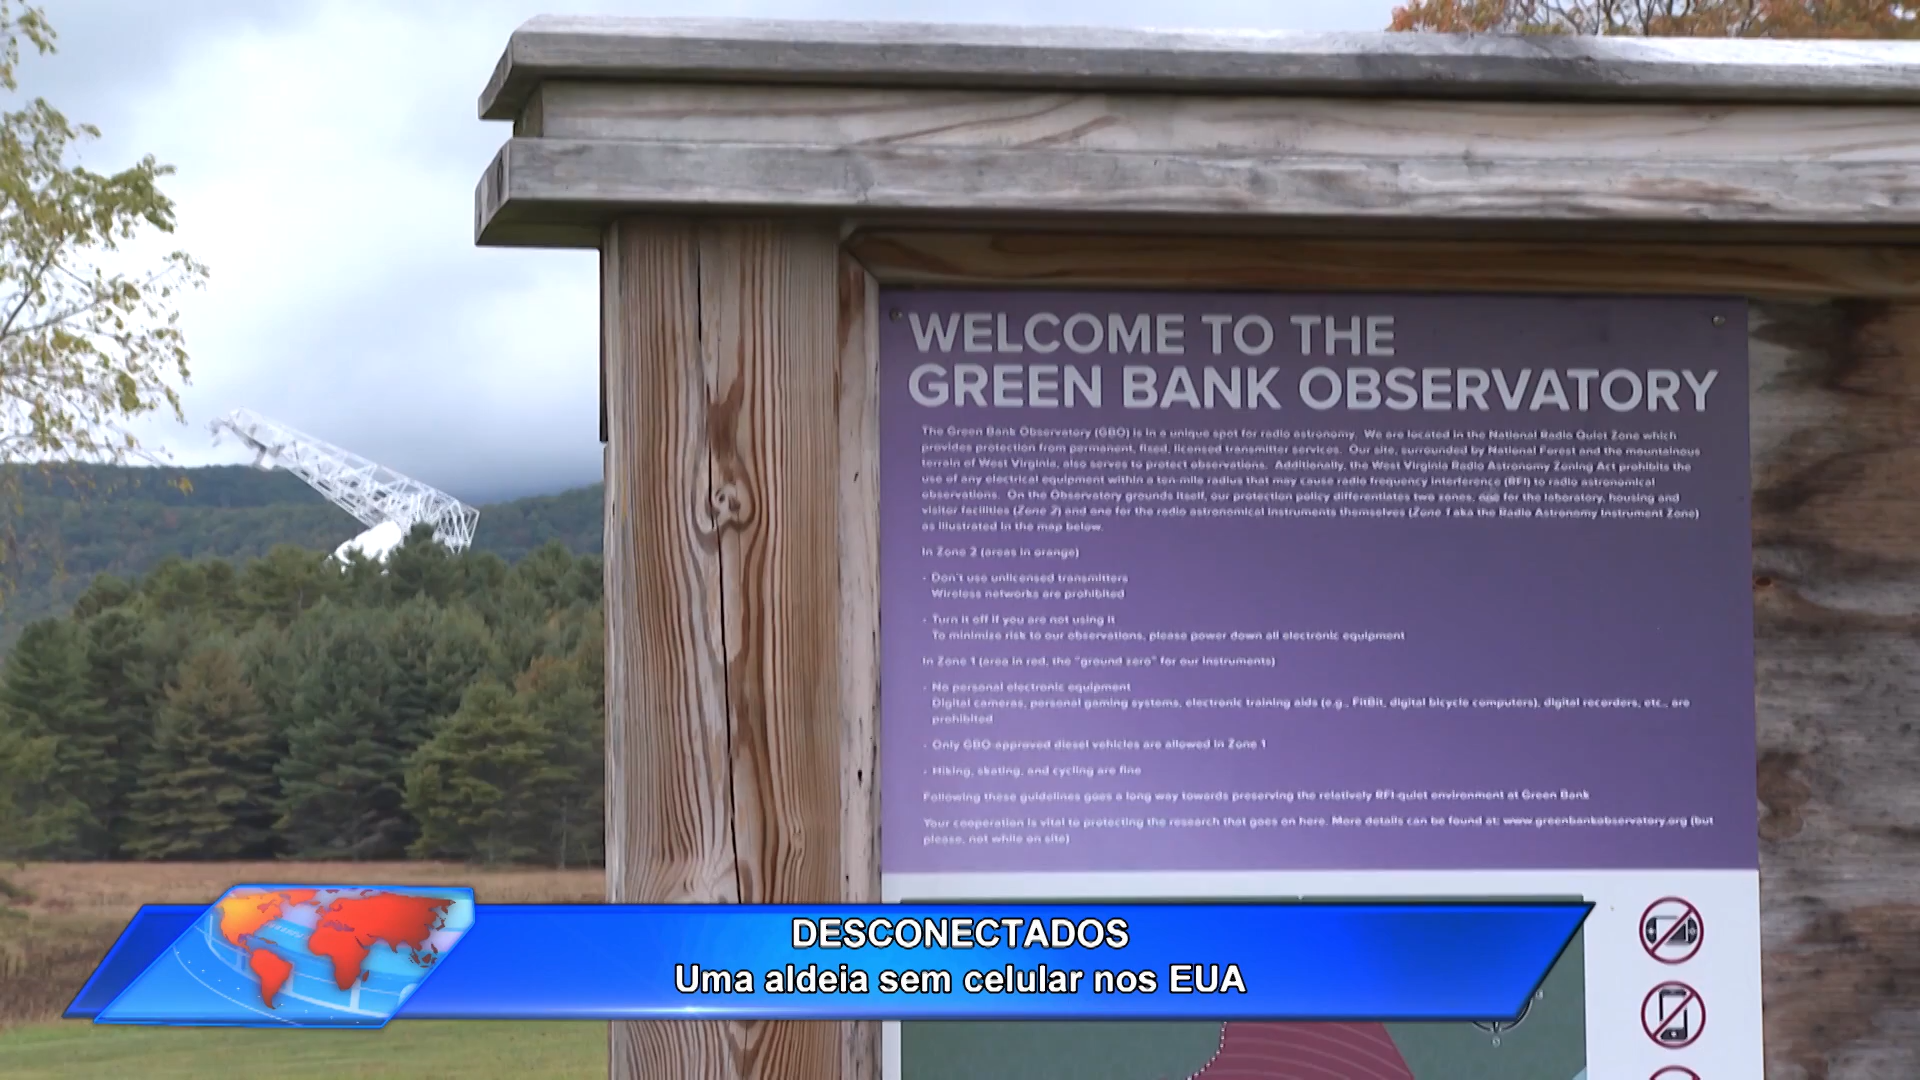 WELCOME TO THE
GREEN BANK OBSERVATORY
The Green Bank Observatory (GBO) is in a unique spot for radio astronomy. We are located in the National Radio Quiet Zone which
provides protection from permanent, fixed, licensed transmitter services. Our site, surrounded by National Forest and the mountainous
terrain of West Virginia, also serves to protect observations. Additionally, the West Virginia Radio Astronomy Zoning Act prohibits the
use of any electrical equipment within a ten-mile radius that may cause radio frequency interference (RFI) to radio astronomical
observations. On the Observatory grounds itself, our protection policy differentiates two zones, one for the laboratory, housing and
visitor facilities (Zone 2) and one for the radio astronomical instruments themselves (Zone 1 aka the Radio Astronomy Instrument Zone)
as illustrated in the map below.
In Zone 2 (areas in orange)
- Don't use unlicensed transmitters
Wireless networks are prohibited
- Turn it off if you are not using it
To minimize risk to our observations, please power down all electronic equipment
In Zone 1 (area in red, the "ground zero" for our instruments)
- No personal electronic equipment
Digital cameras, personal gaming systems, electronic training aids (e.g., FitBit, digital bicycle computers), digital recorders, etc., are
prohibited
- Only GBO approved diesel vehicles are allowed in Zone 1
- Hiking, skating, and cycling are fine
Following these guidelines goes a long way towards preserving the relatively RFI-quiet environment at Green Bank
Your cooperation is vital to protecting the research that goes on here. More details can be found at: www.greenbankobservatory.org (but
please, not while on site)
DESCONECTADOS
Uma aldeia sem celular nos EUA